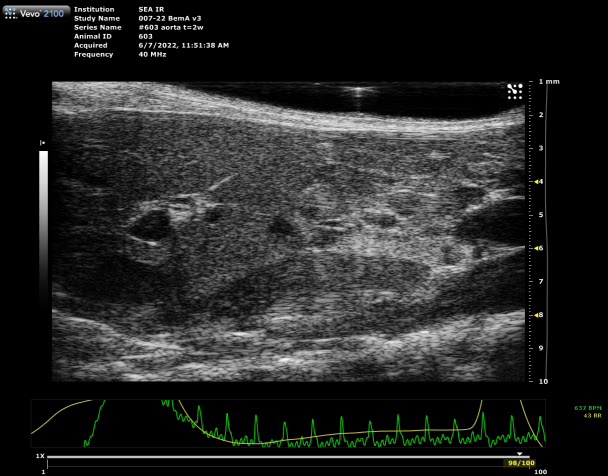 Vevo 2100
Institution SEA IR
Study Name 007-22 BemA v3
Series Name #603 aorta t=2w
Animal ID 603
Acquired 6/7/2022, 11:51:38 AM
Frequency 40 MHz
1 mm
2
3
4
5
6
7
8
9
10
632 BPM
43 RR
1X
98/100
1
100